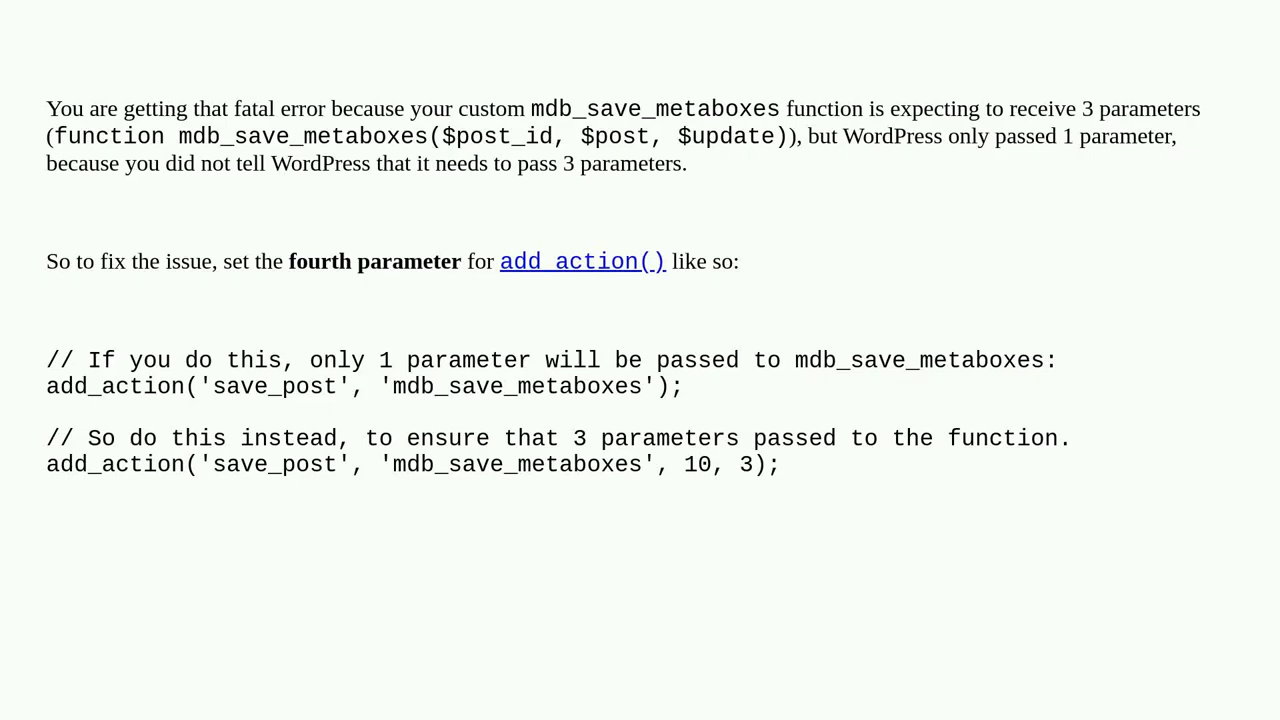 You are getting that fatal error because your custom mdb_save_metaboxes function is expecting to receive 3 parameters
(function mdb_save_metaboxes($post_id, $post, $update)), but WordPress only passed 1 parameter,
because you did not tell WordPress that it needs to pass 3 parameters.
So to fix the issue, set the fourth parameter for add_action() like so:
// If you do this, only 1 parameter will be passed to mdb_save_metaboxes:
add_action('save_post', 'mdb_save_metaboxes');
// So do this instead, to ensure that 3 parameters passed to the function.
add_action('save_post', 'mdb_save_metaboxes', 10, 3);